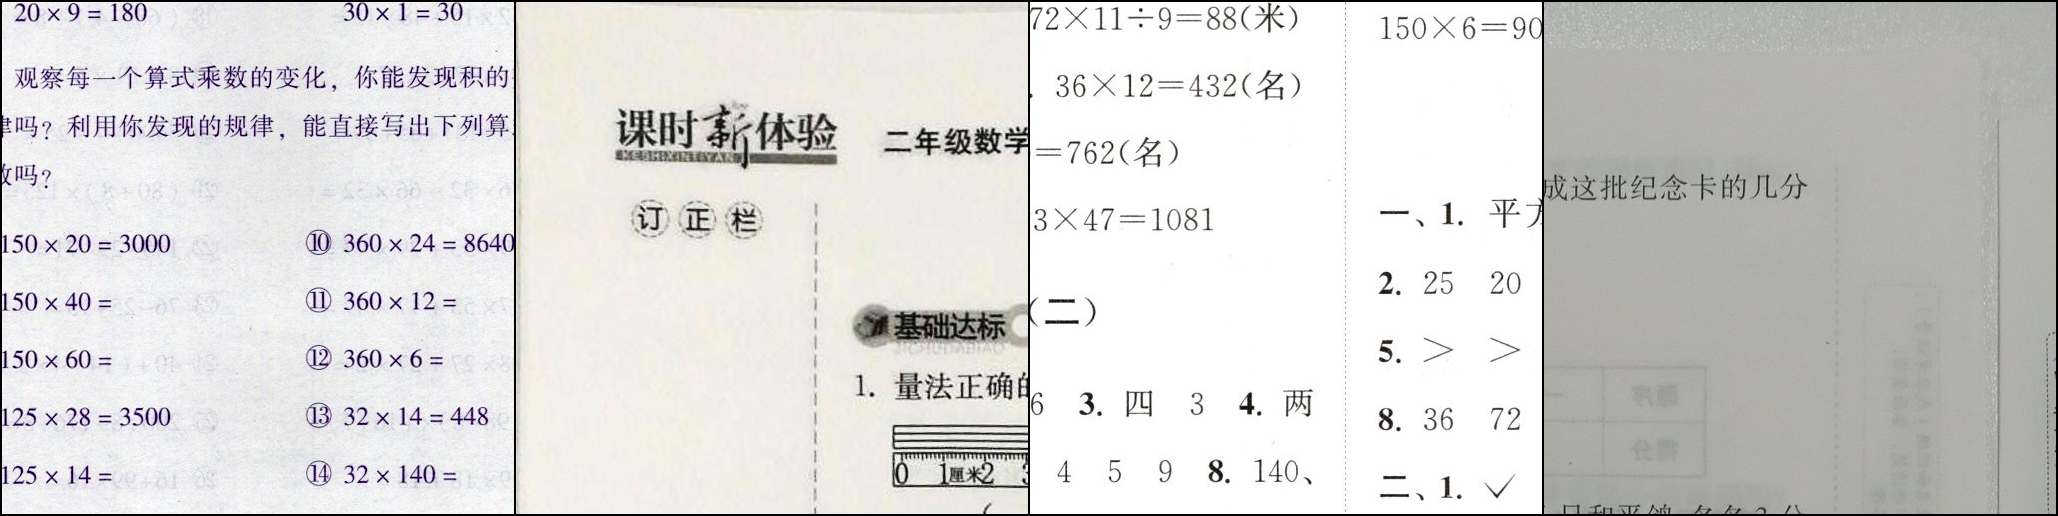 20×9=180 30×1=30
观察每一个算式乘数的变化，你能发现积的
律吗？利用你发现的规律，能直接写出下列算
吗？
150×20=3000 ⑩ 360×24=8640
150×40= ⑪ 360×12=
150×60= ⑫ 360×6=
125×28=3500 ⑬ 32×14=448
125×14= ⑭ 32×140=
课时新体验 二年级数学
KESHIXINTIYAN
订正栏
基础达标
1. 量法正确的
0 1厘米2 3
72×11÷9=88(米)
36×12=432(名)
=762(名)
3×47=1081
(二)
6 3. 四 3 4. 两
4 5 9 8. 140、
150×6=90
一、1. 平方
2. 25 20
5. > >
8. 36 72
二、1. ✓
成这批纪念卡的几分